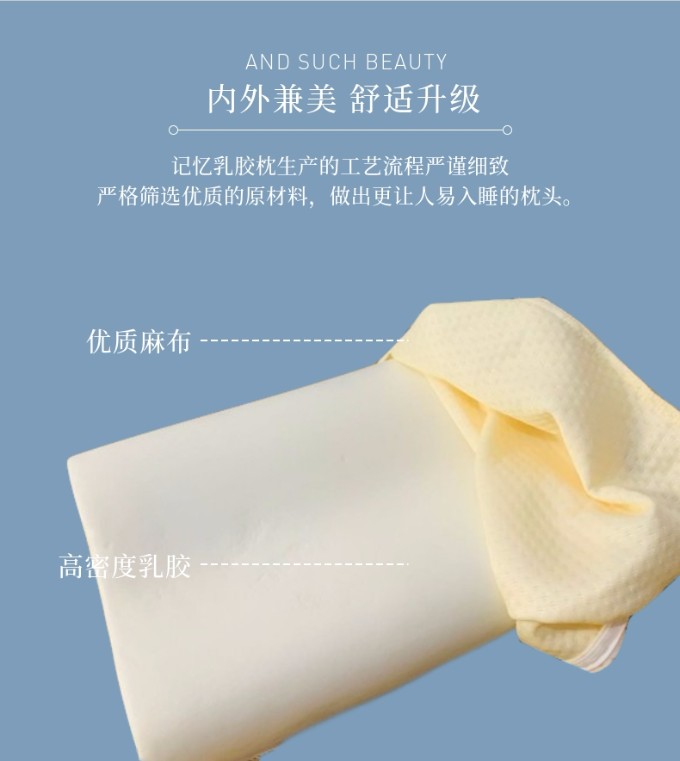 AND SUCH BEAUTY
内外兼美 舒适升级
记忆乳胶枕生产的工艺流程严谨细致
严格筛选优质的原材料，做出更让人易入睡的枕头。
优质麻布
高密度乳胶